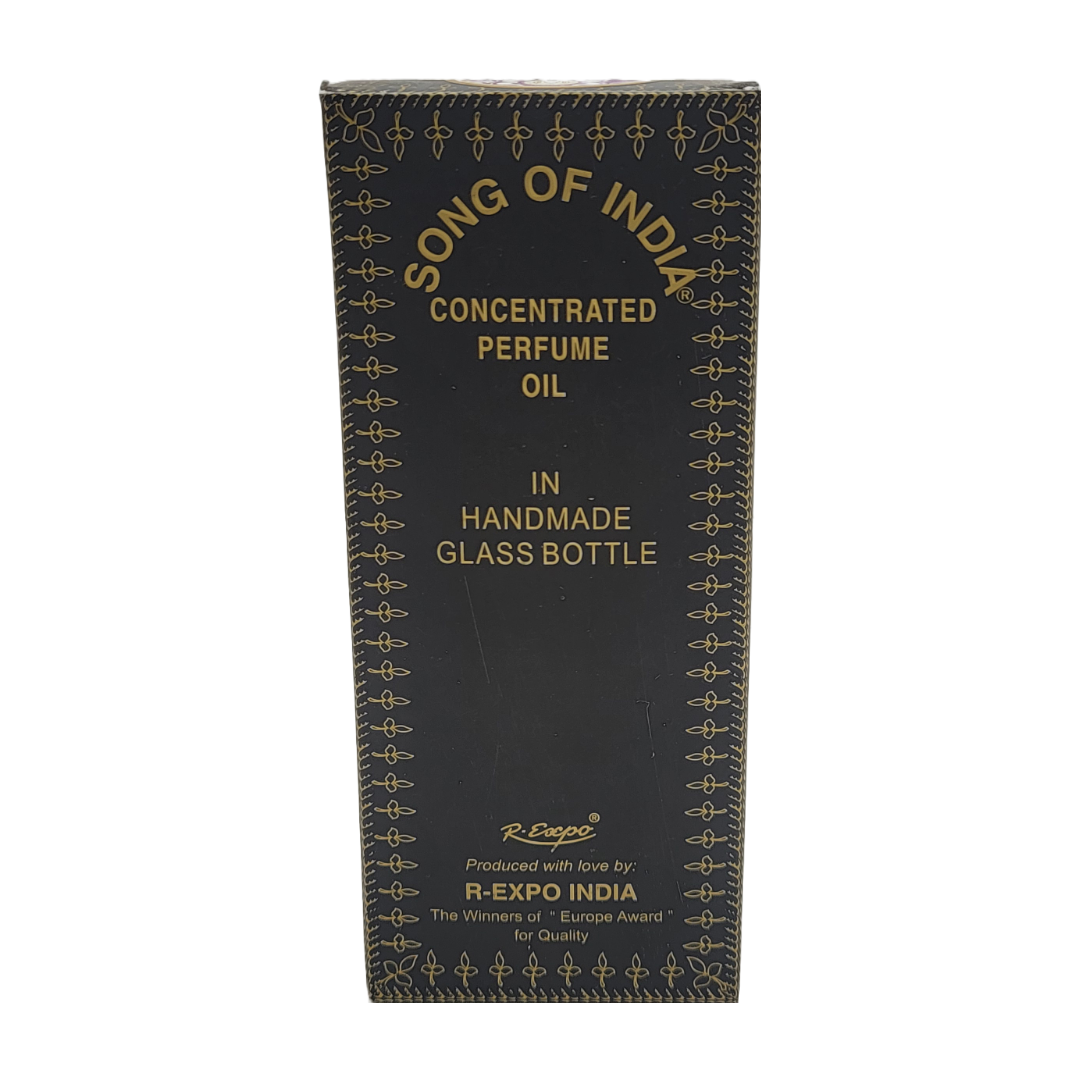 SONG OF INDIA®
CONCENTRATED
PERFUME
OIL
IN
HANDMADE
GLASS BOTTLE
R-Expo®
Produced with love by:
R-EXPO INDIA
The Winners of " Europe Award "
for Quality